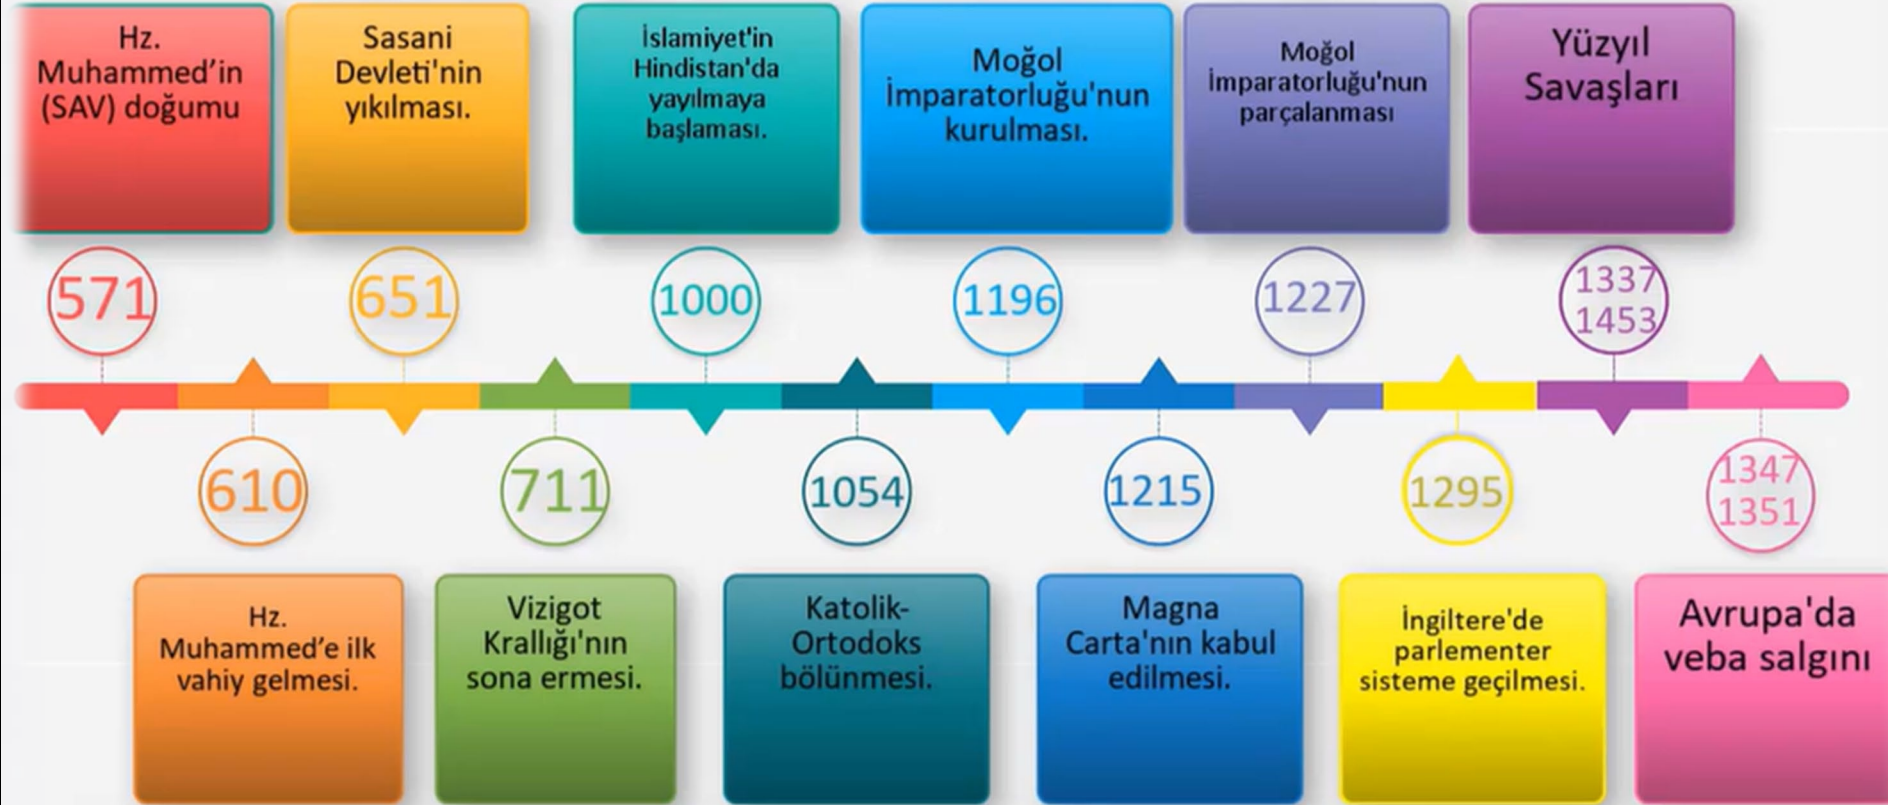 Hz.
Muhammed’in
(SAV) doğumu
Sasani
Devleti'nin
yıkılması.
İslamiyet'in
Hindistan'da
yayılmaya
başlaması.
Moğol
İmparatorluğu'nun
kurulması.
Moğol
İmparatorluğu'nun
parçalanması
Yüzyıl
Savaşları
571
651
1000
1196
1227
1337
1453
610
711
1054
1215
1295
1347
1351
Hz.
Muhammed’e ilk
vahiy gelmesi.
Vizigot
Krallığı'nın
sona ermesi.
Katolik-
Ortodoks
bölünmesi.
Magna
Carta'nın kabul
edilmesi.
İngiltere'de
parlementer
sisteme geçilmesi.
Avrupa'da
veba salgını